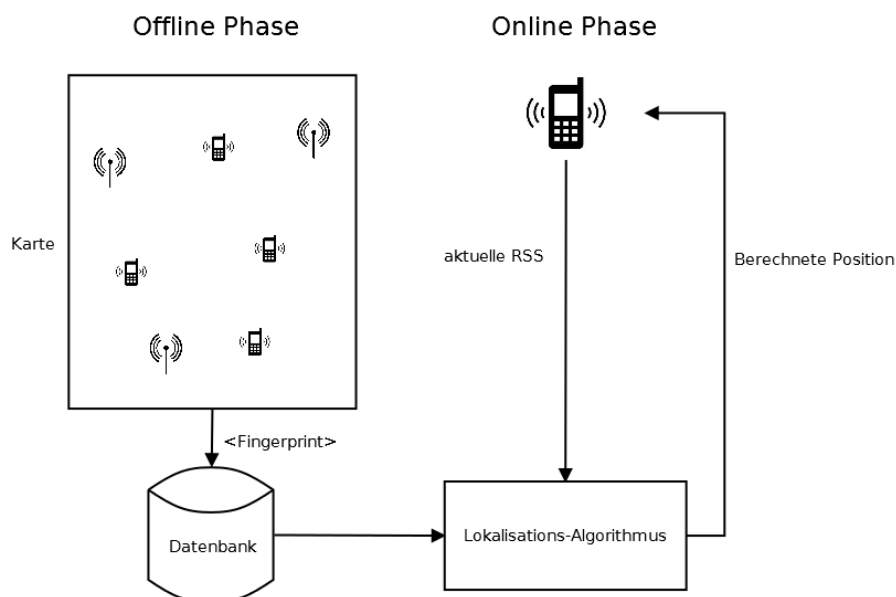 Offline Phase
Online Phase
Karte
aktuelle RSS
Berechnete Position
<Fingerprint>
Datenbank
Lokalisations-Algorithmus